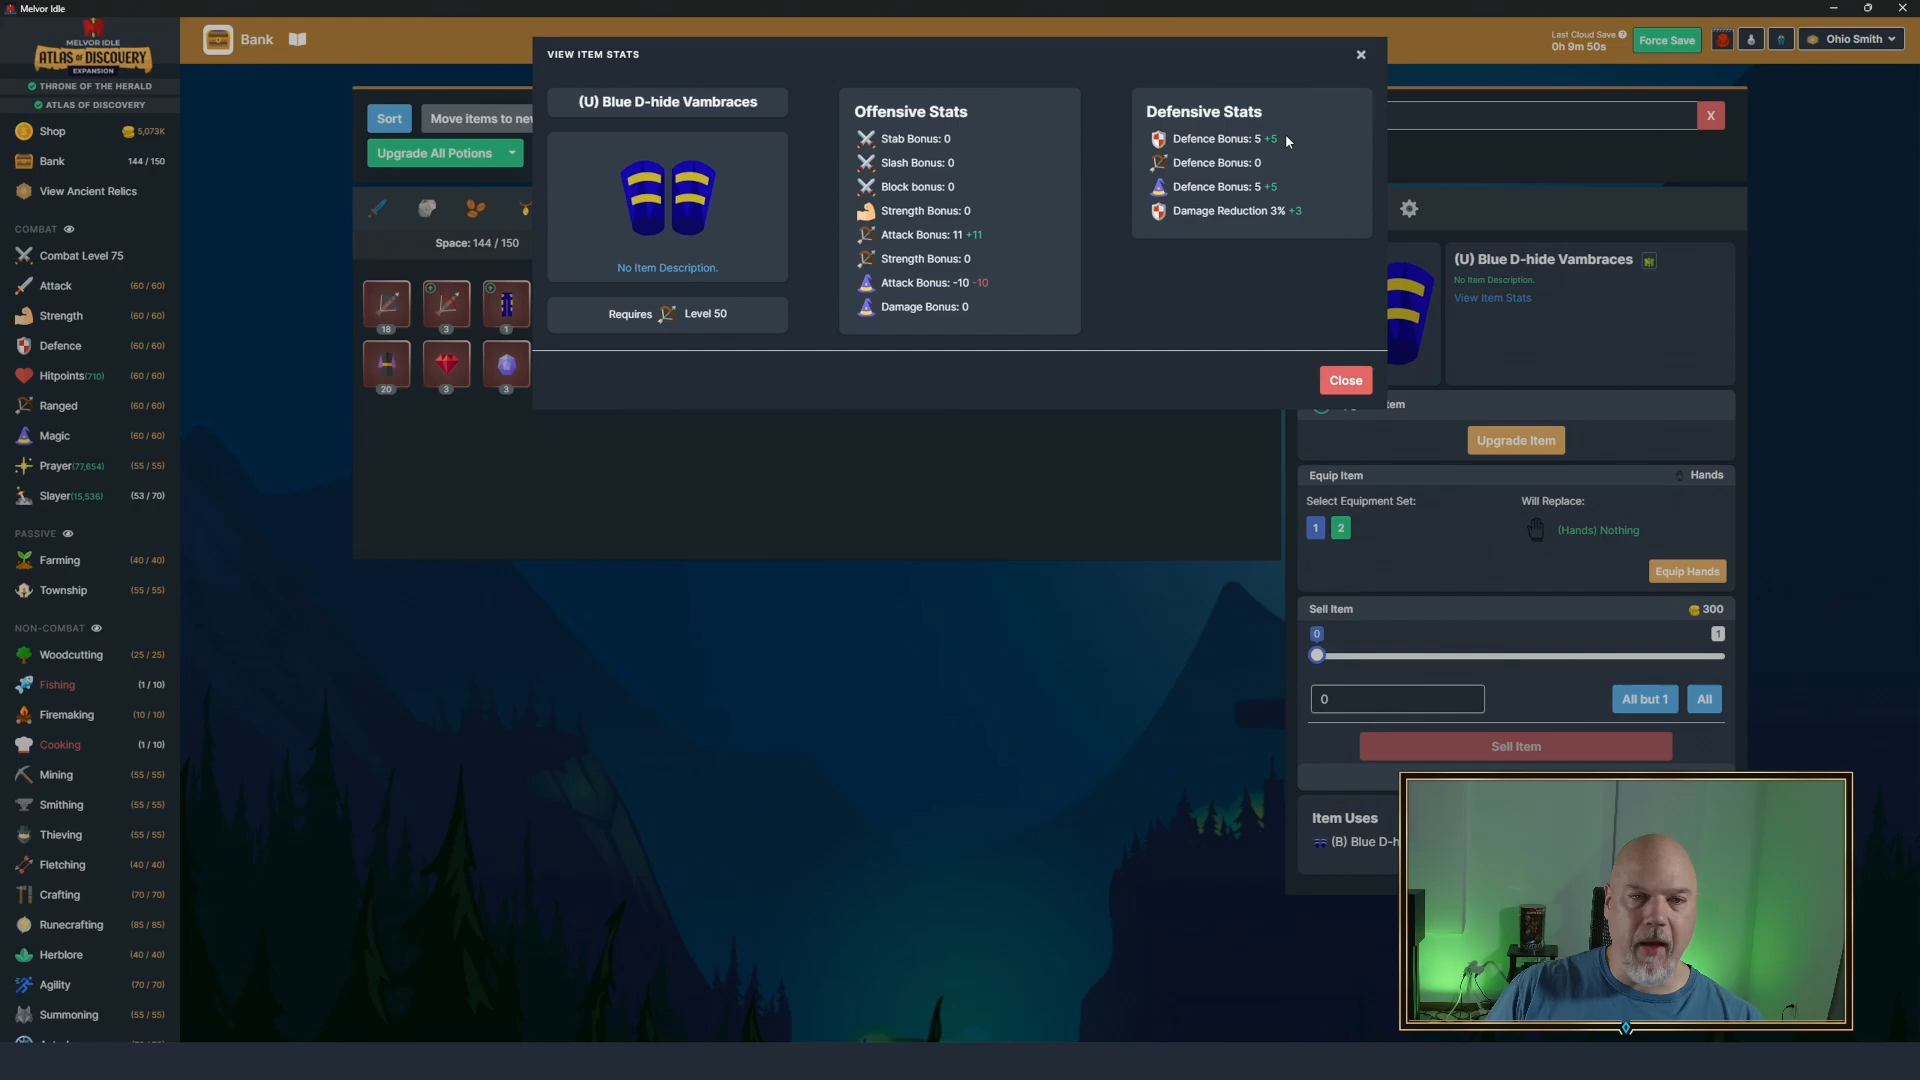 Melvor Idle
MELVOR IDLE
ATLAS OF DISCOVERY
EXPANSION
THRONE OF THE HERALD
ATLAS OF DISCOVERY
Shop 5,073K
Bank 144 / 150
View Ancient Relics
COMBAT
Combat Level 75
Attack (60 / 60)
Strength (60 / 60)
Defence (60 / 60)
Hitpoints(710) (60 / 60)
Ranged (60 / 60)
Magic (60 / 60)
Prayer(77,654) (55 / 55)
Slayer(15,536) (53 / 70)
PASSIVE
Farming (40 / 40)
Township (55 / 55)
NON-COMBAT
Woodcutting (25 / 25)
Fishing (1 / 10)
Firemaking (10 / 10)
Cooking (1 / 10)
Mining (55 / 55)
Smithing (55 / 55)
Thieving (55 / 55)
Fletching (40 / 40)
Crafting (70 / 70)
Runecrafting (85 / 85)
Herblore (40 / 40)
Agility (70 / 70)
Summoning (55 / 55)
Bank
Last Cloud Save
0h 9m 50s
Force Save
Ohio Smith
Sort
Move items to new
Upgrade All Potions
X
Space: 144 / 150
18
3
1
20
3
3
VIEW ITEM STATS
(U) Blue D-hide Vambraces
No Item Description.
Requires Level 50
Offensive Stats
Stab Bonus: 0
Slash Bonus: 0
Block bonus: 0
Strength Bonus: 0
Attack Bonus: 11 +11
Strength Bonus: 0
Attack Bonus: -10 -10
Damage Bonus: 0
Defensive Stats
Defence Bonus: 5 +5
Defence Bonus: 0
Defence Bonus: 5 +5
Damage Reduction 3% +3
Close
(U) Blue D-hide Vambraces
No Item Description.
View Item Stats
tem
Upgrade Item
Equip Item Hands
Select Equipment Set:
Will Replace:
1 2
(Hands) Nothing
Equip Hands
Sell Item 300
0 1
0
All but 1
All
Sell Item
Item Uses
(B) Blue D-h